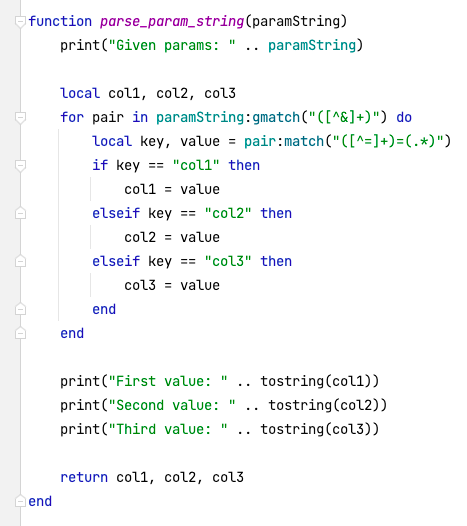 function parse_param_string(paramString)
    print("Given params: " .. paramString)

    local col1, col2, col3
    for pair in paramString:gmatch("([^&]+)") do
        local key, value = pair:match("([^=]+)=(.*)")
        if key == "col1" then
            col1 = value
        elseif key == "col2" then
            col2 = value
        elseif key == "col3" then
            col3 = value
        end
    end

    print("First value: " .. tostring(col1))
    print("Second value: " .. tostring(col2))
    print("Third value: " .. tostring(col3))

    return col1, col2, col3
end